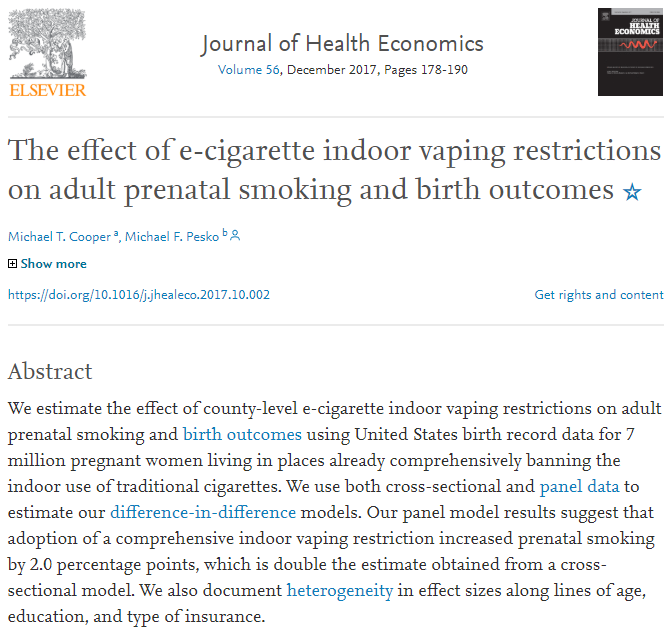 ELSEVIER
Journal of Health Economics
Volume 56, December 2017, Pages 178-190
JOURNAL OF
HEALTH
ECONOMICS
The effect of e-cigarette indoor vaping restrictions
on adult prenatal smoking and birth outcomes ☆
Michael T. Cooper a, Michael F. Pesko b
Show more
https://doi.org/10.1016/j.jhealeco.2017.10.002
Get rights and content
Abstract
We estimate the effect of county-level e-cigarette indoor vaping restrictions on adult
prenatal smoking and birth outcomes using United States birth record data for 7
million pregnant women living in places already comprehensively banning the
indoor use of traditional cigarettes. We use both cross-sectional and panel data to
estimate our difference-in-difference models. Our panel model results suggest that
adoption of a comprehensive indoor vaping restriction increased prenatal smoking
by 2.0 percentage points, which is double the estimate obtained from a cross-
sectional model. We also document heterogeneity in effect sizes along lines of age,
education, and type of insurance.